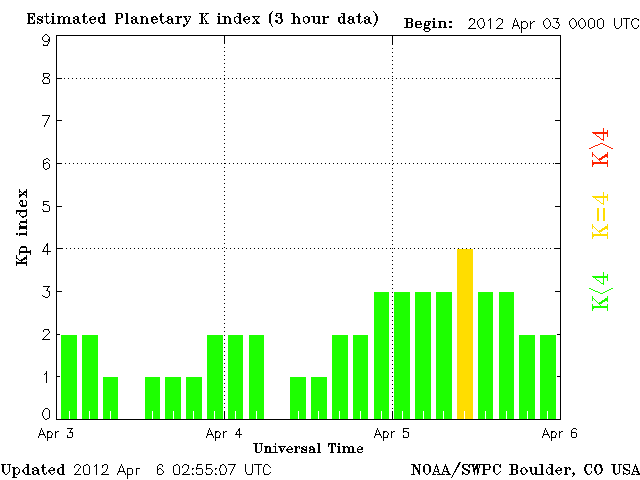 Estimated Planetary K index (3 hour data) Begin: 2012 Apr 03 0000 UTC
9
8
7
6
5
4
3
2
1
0
Kp index
K>4
K=4
K<4
Apr 3 Apr 4 Apr 5 Apr 6
Universal Time
Updated 2012 Apr 6 02:55:07 UTC NOAA/SWPC Boulder, CO USA